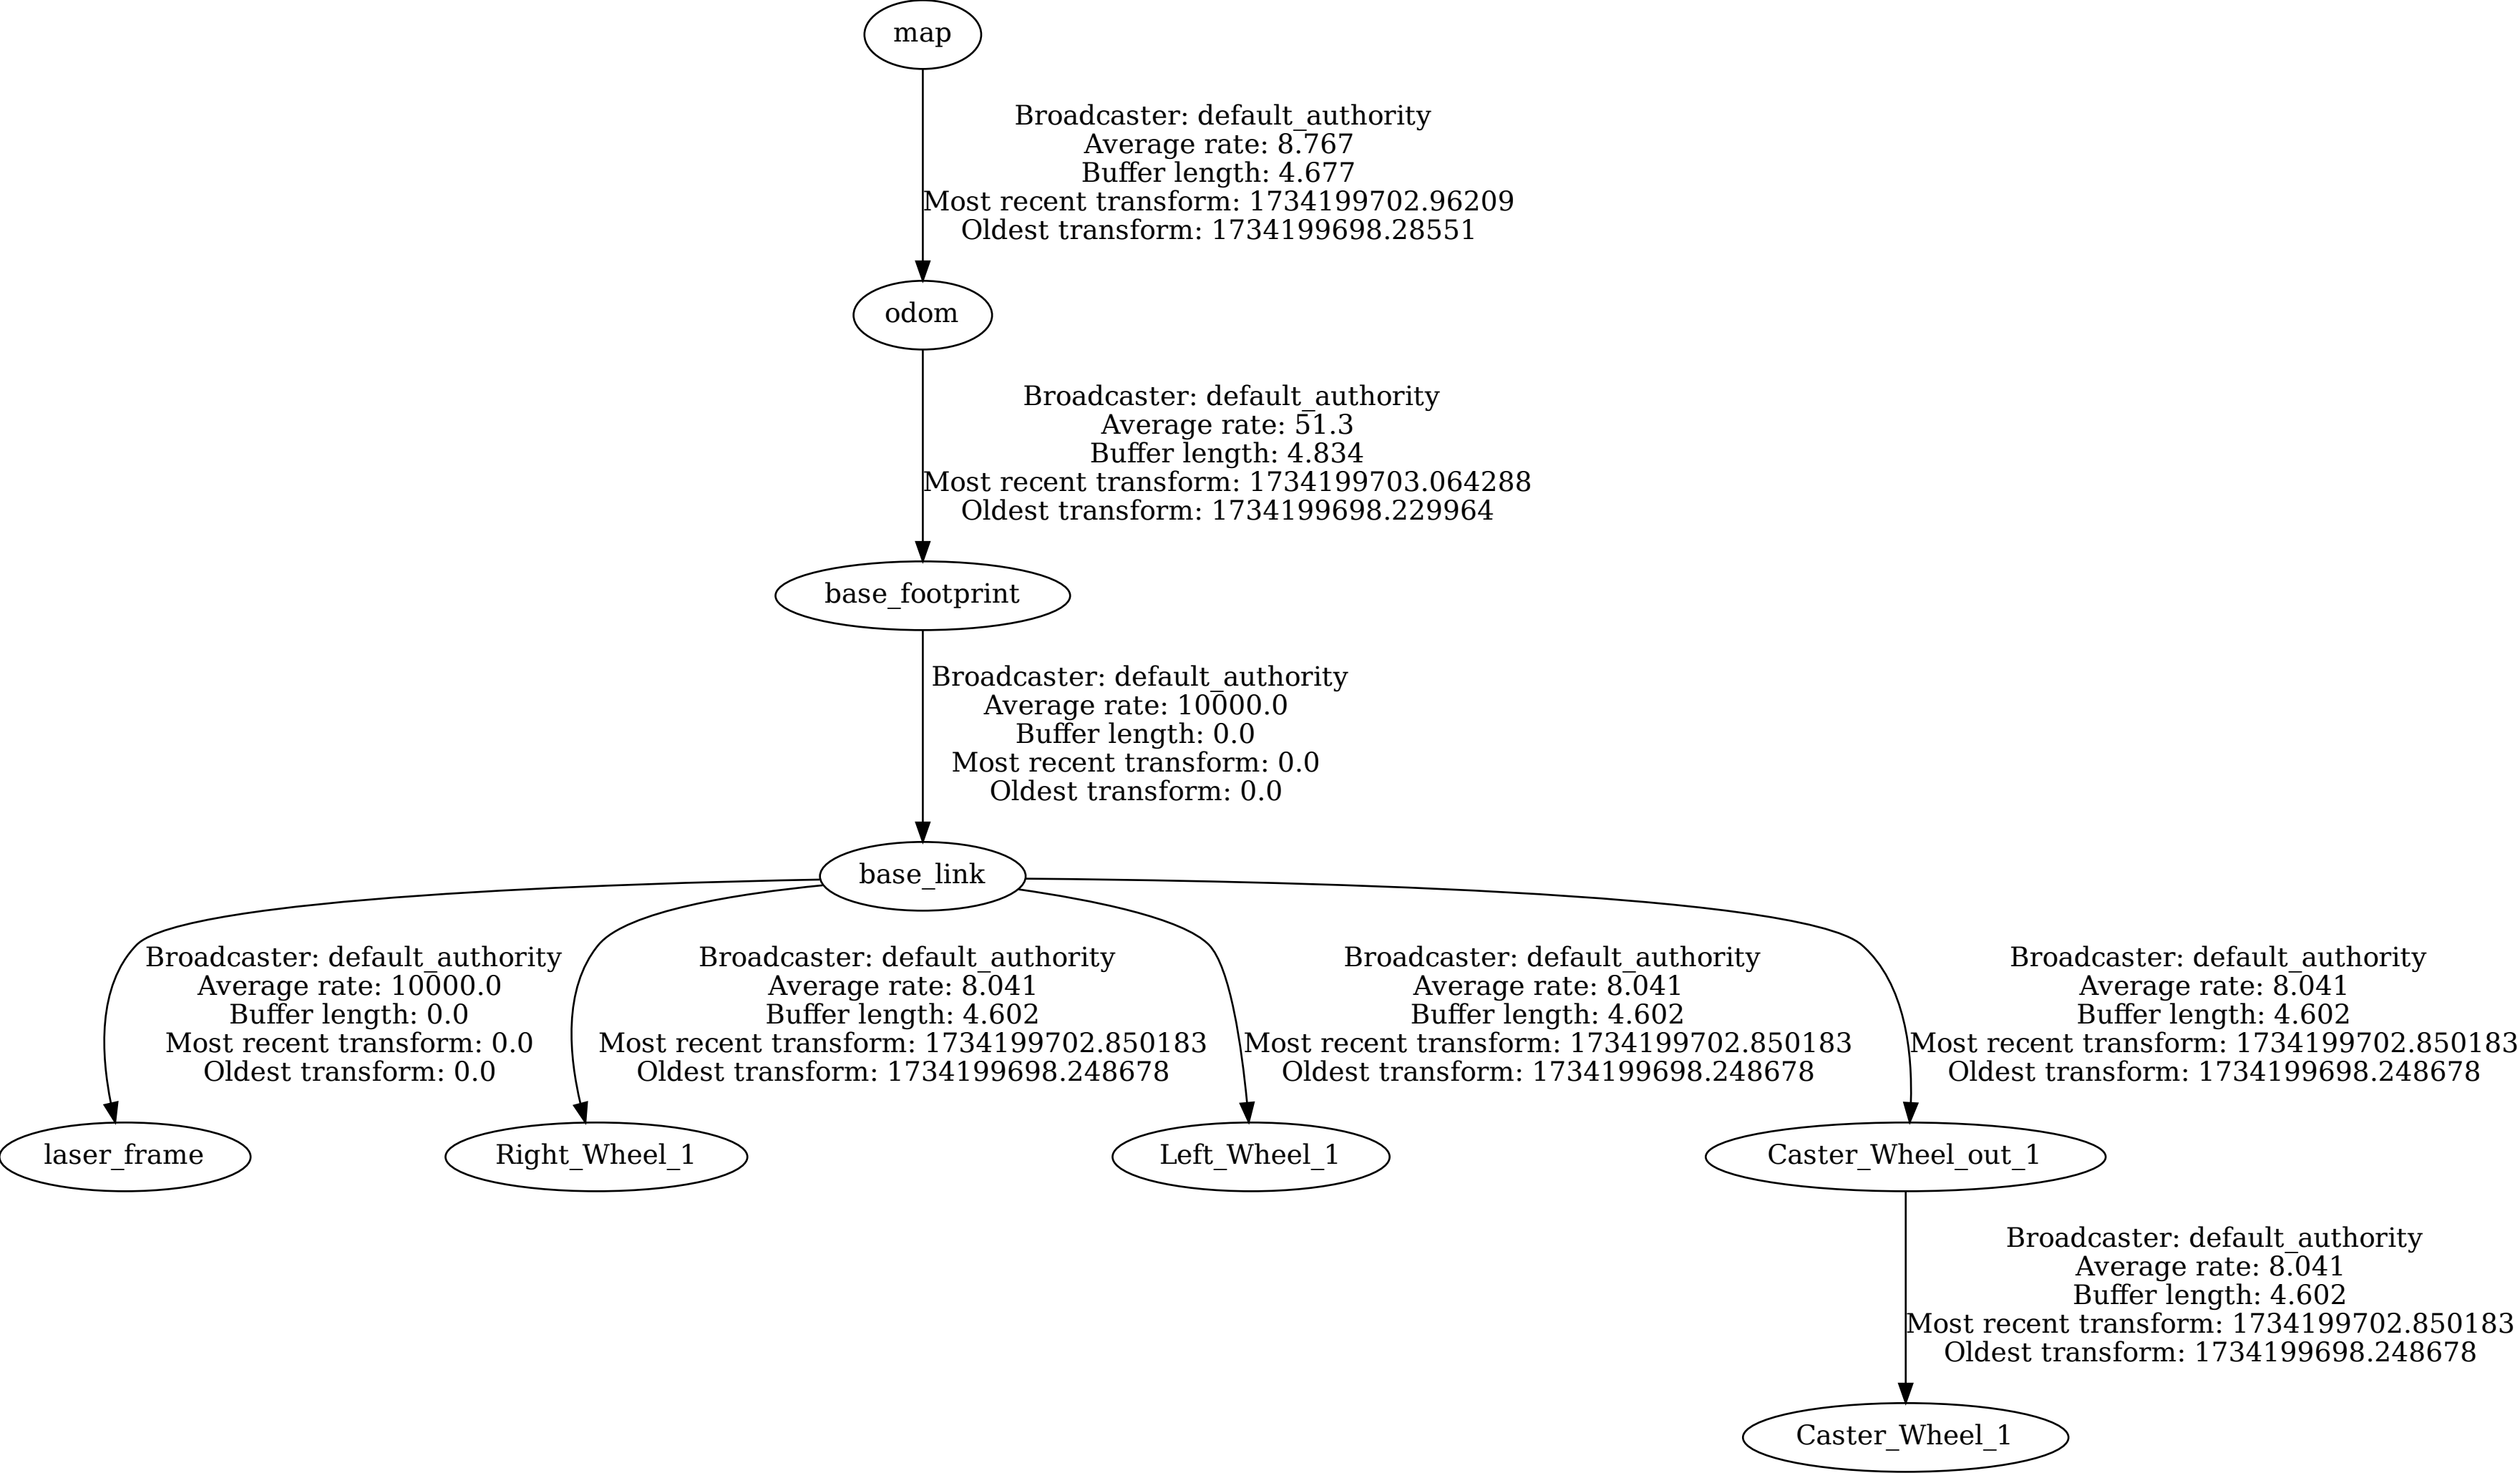 map
Broadcaster: default_authority
Average rate: 8.767
Buffer length: 4.677
Most recent transform: 1734199702.96209
Oldest transform: 1734199698.28551
odom
Broadcaster: default_authority
Average rate: 51.3
Buffer length: 4.834
Most recent transform: 1734199703.064288
Oldest transform: 1734199698.229964
base_footprint
Broadcaster: default_authority
Average rate: 10000.0
Buffer length: 0.0
Most recent transform: 0.0
Oldest transform: 0.0
base_link
Broadcaster: default_authority
Average rate: 10000.0
Buffer length: 0.0
Most recent transform: 0.0
Oldest transform: 0.0
Broadcaster: default_authority
Average rate: 8.041
Buffer length: 4.602
Most recent transform: 1734199702.850183
Oldest transform: 1734199698.248678
Broadcaster: default_authority
Average rate: 8.041
Buffer length: 4.602
Most recent transform: 1734199702.850183
Oldest transform: 1734199698.248678
Broadcaster: default_authority
Average rate: 8.041
Buffer length: 4.602
Most recent transform: 1734199702.850183
Oldest transform: 1734199698.248678
laser_frame
Right_Wheel_1
Left_Wheel_1
Caster_Wheel_out_1
Broadcaster: default_authority
Average rate: 8.041
Buffer length: 4.602
Most recent transform: 1734199702.850183
Oldest transform: 1734199698.248678
Caster_Wheel_1